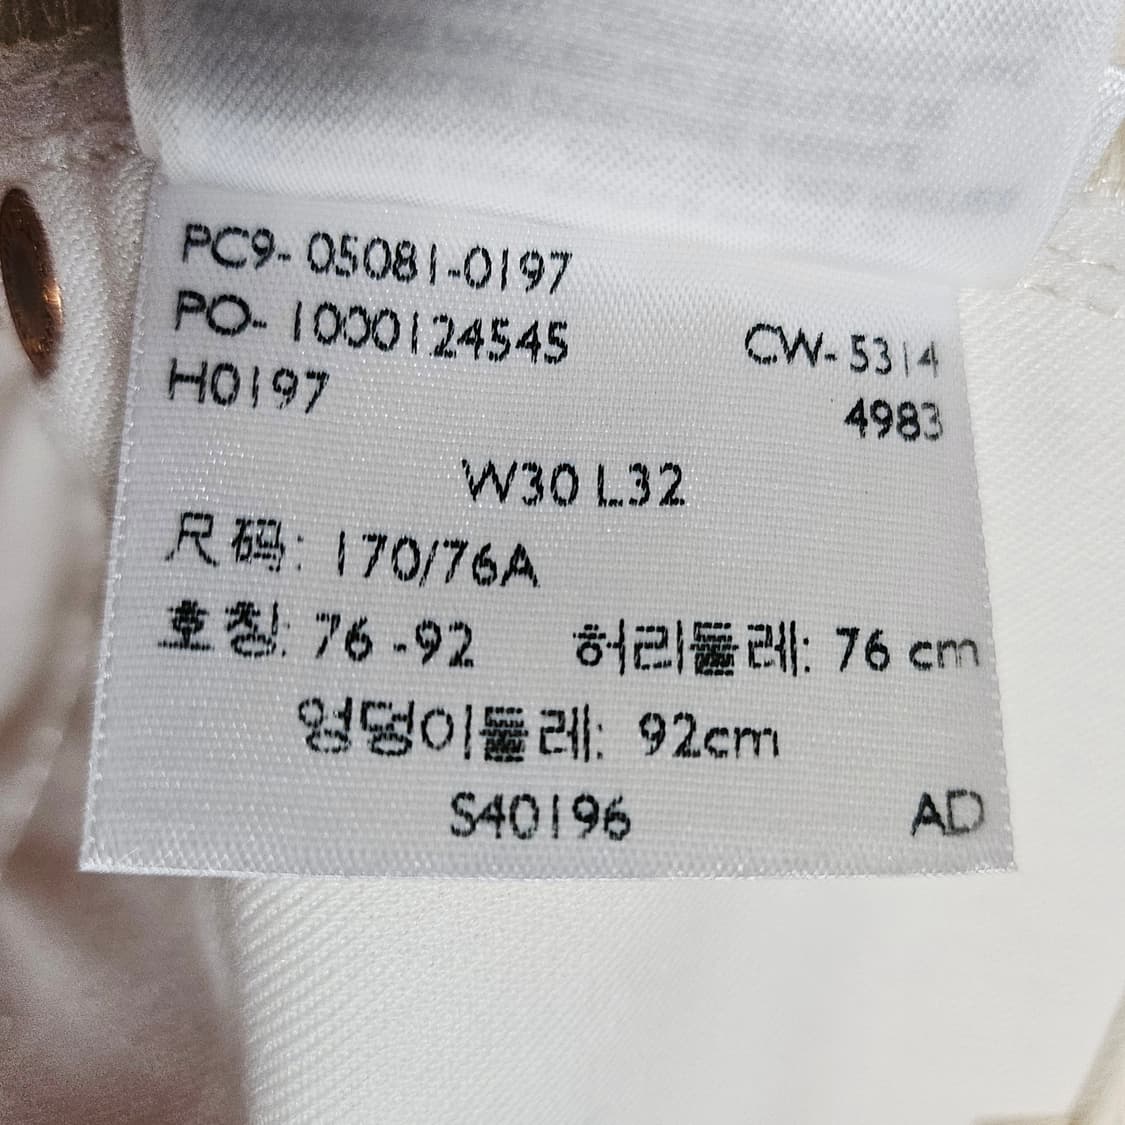 PC9- 05081-0197
PO- 1000124545 CW- 5314
H0197 4983
W30 L32
尺码: 170/76A
호칭: 76 -92 허리둘레: 76 cm
엉덩이둘레: 92cm
S40196 AD